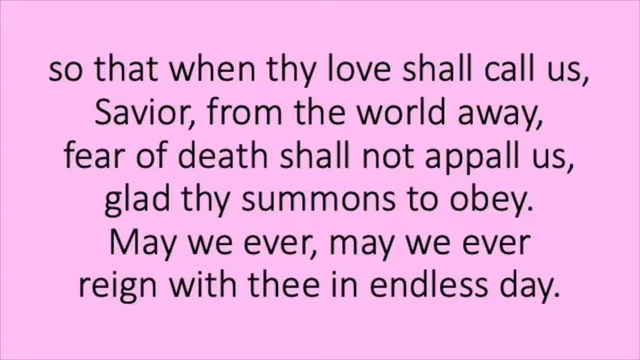 so that when thy love shall call us,
Savior, from the world away,
fear of death shall not appall us,
glad thy summons to obey.
May we ever, may we ever
reign with thee in endless day.